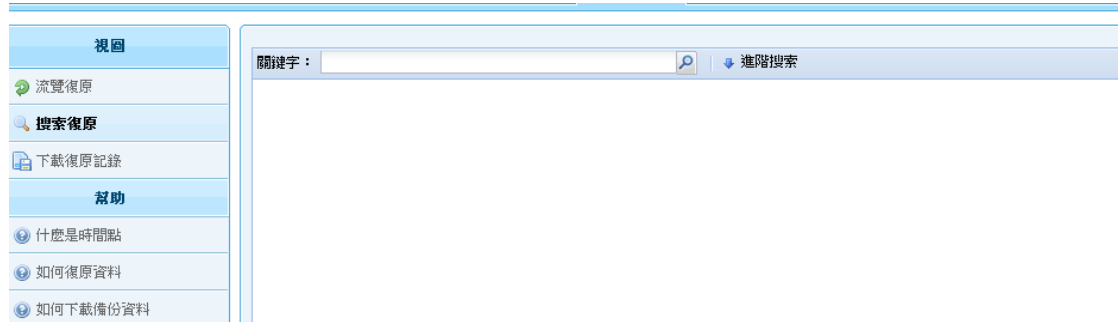 視圖
流覽復原
搜索復原
下載復原記錄
幫助
什麼是時間點
如何復原資料
如何下載備份資料
關鍵字：
進階搜索